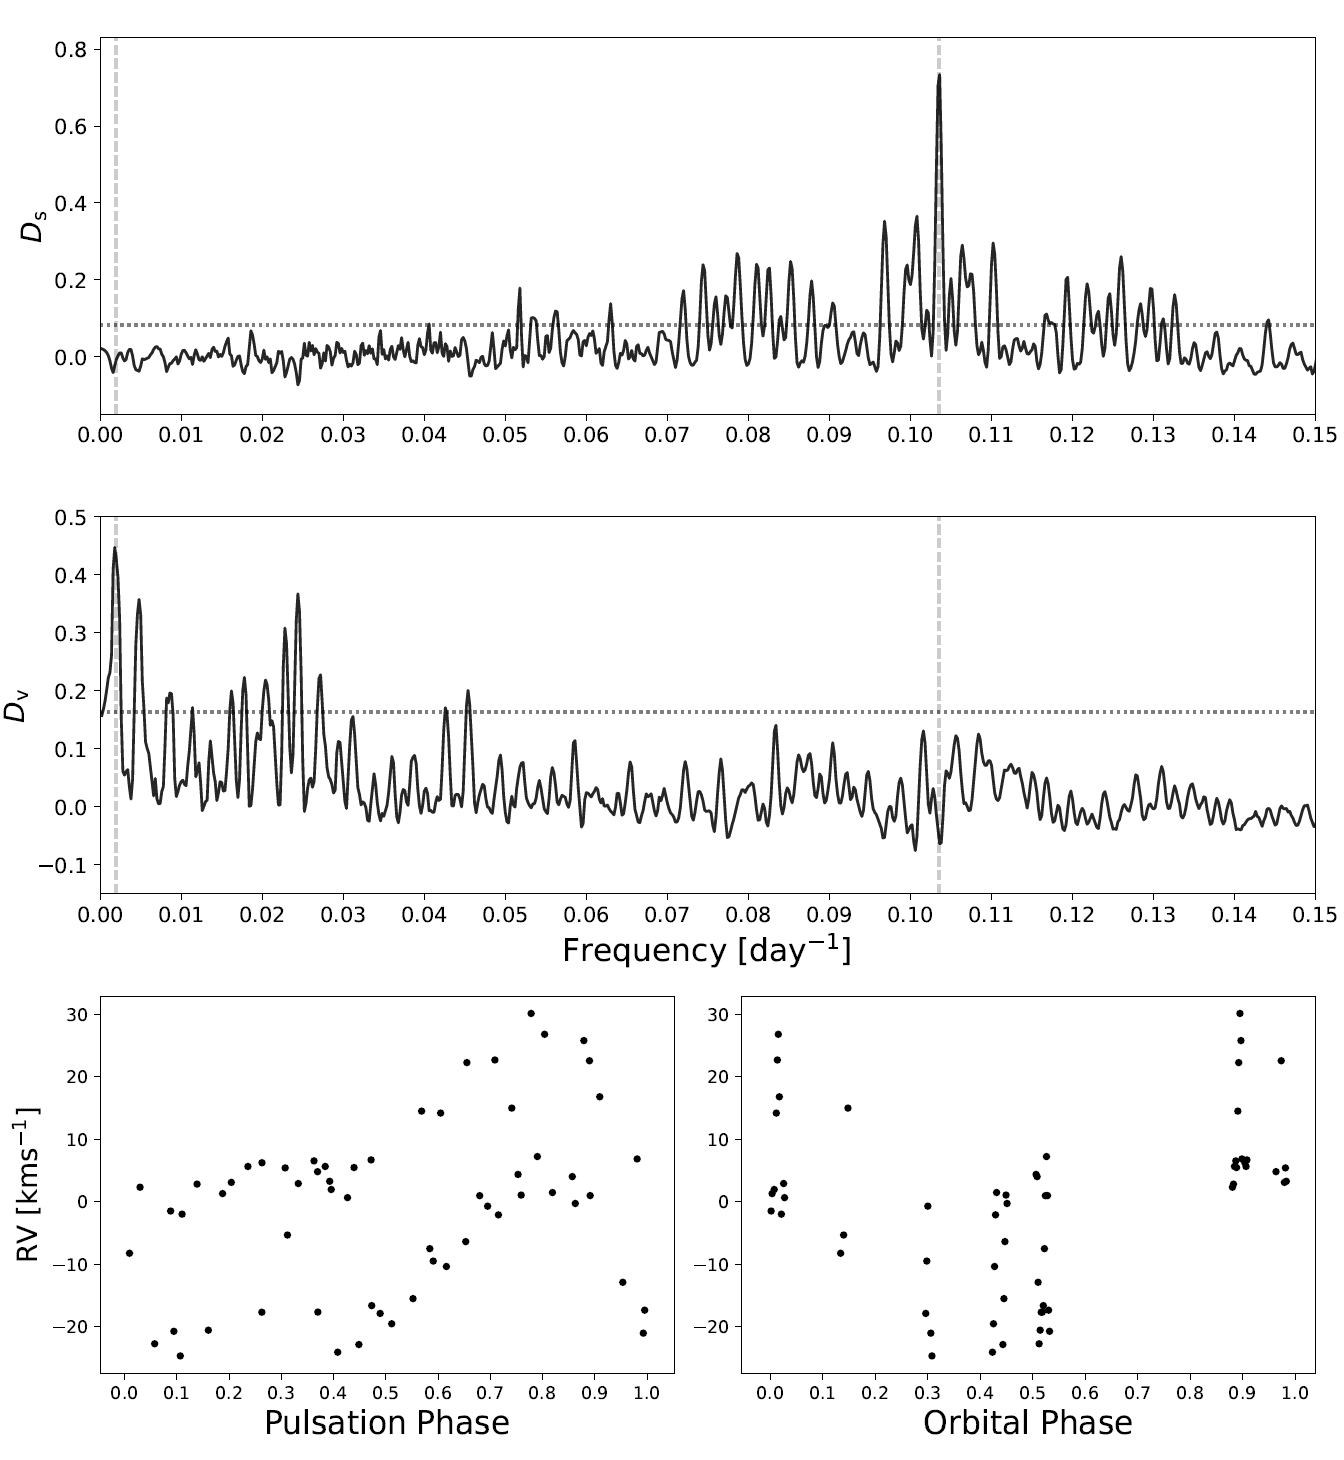 0.8
0.6
0.4
0.2
0.0
Ds
0.00 0.01 0.02 0.03 0.04 0.05 0.06 0.07 0.08 0.09 0.10 0.11 0.12 0.13 0.14 0.15
0.5
0.4
0.3
0.2
0.1
0.0
−0.1
Dv
0.00 0.01 0.02 0.03 0.04 0.05 0.06 0.07 0.08 0.09 0.10 0.11 0.12 0.13 0.14 0.15
Frequency [day⁻¹]
30
20
10
0
−10
−20
RV [kms⁻¹]
0.0 0.1 0.2 0.3 0.4 0.5 0.6 0.7 0.8 0.9 1.0
Pulsation Phase
30
20
10
0
−10
−20
0.0 0.1 0.2 0.3 0.4 0.5 0.6 0.7 0.8 0.9 1.0
Orbital Phase